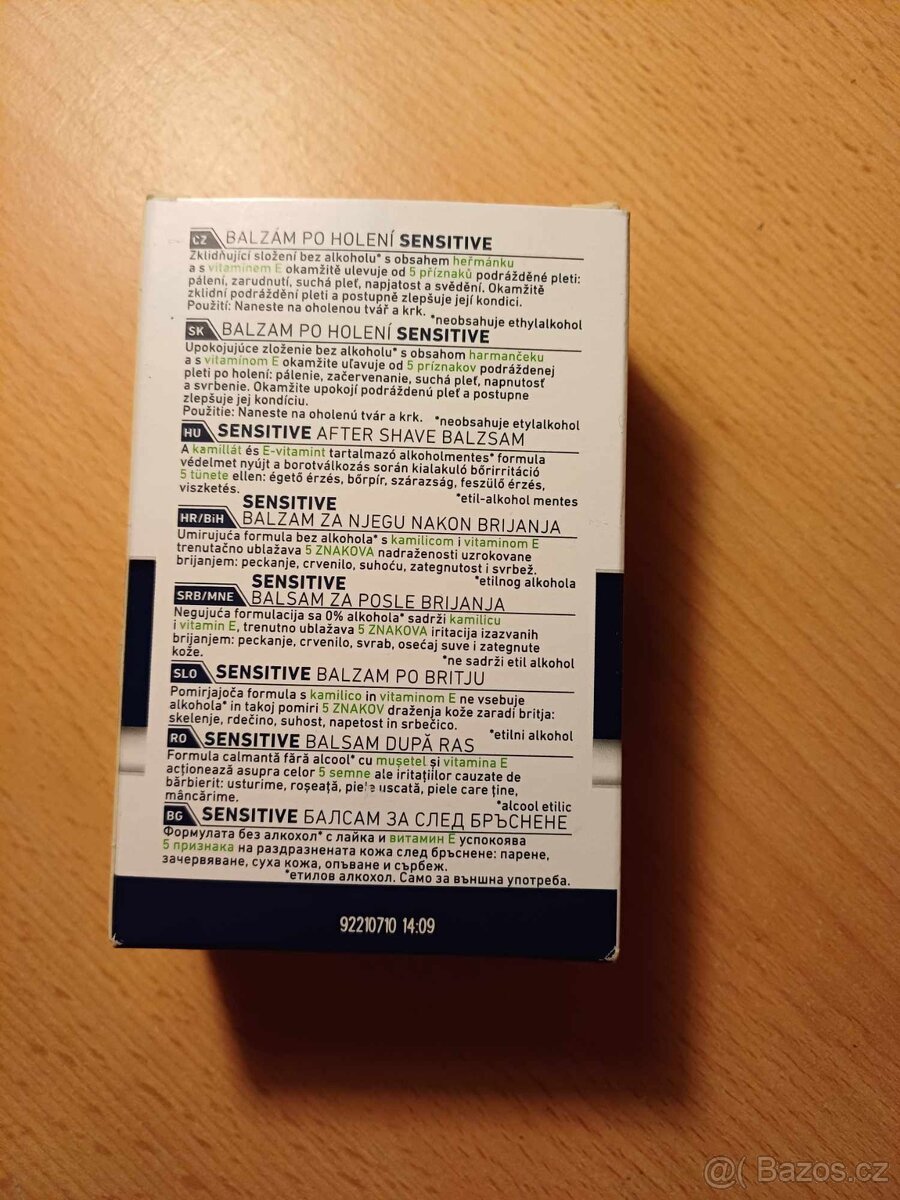 CZ BALZÁM PO HOLENÍ SENSITIVE
Zklidňující složení bez alkoholu* s obsahem heřmánku
a s vitaminem E okamžitě ulevuje od 5 příznaků podrážděné pleti:
pálení, zarudnutí, suchá pleť, napjatost a svědění. Okamžitě
zklidní podráždění pleti a postupně zlepšuje její kondici.
Použití: Naneste na oholenou tvář a krk. *neobsahuje ethylalkohol
SK BALZAM PO HOLENÍ SENSITIVE
Upokojujúce zloženie bez alkoholu* s obsahom harmančeku
a s vitamínom E okamžite uľavuje od 5 príznakov podráždenej
pleti po holení: pálenie, začervenanie, suchá pleť, napnutosť
a svrbenie. Okamžite upokojí podráždenú pleť a postupne
zlepšuje jej kondíciu.
Použitie: Naneste na oholenú tvár a krk. *neobsahuje etylalkohol
HU SENSITIVE AFTER SHAVE BALZSAM
A kamillát és E-vitamint tartalmazó alkoholmentes* formula
védelmet nyújt a borotválkozás során kialakuló bőrirritáció
5 tünete ellen: égető érzés, bőrpír, szárazság, feszülő érzés,
viszketés. *etil-alkohol mentes
SENSITIVE
HR/BiH BALZAM ZA NJEGU NAKON BRIJANJA
Umirujuća formula bez alkohola* s kamilicom i vitaminom E
trenutačno ublažava 5 ZNAKOVA nadraženosti uzrokovane
brijanjem: peckanje, crvenilo, suhoću, zategnutost i svrbež.
*etilnog alkohola
SENSITIVE
SRB/MNE BALSAM ZA POSLE BRIJANJA
Negujuća formulacija sa 0% alkohola* sadrži kamilicu
i vitamin E, trenutno ublažava 5 ZNAKOVA iritacija izazvanih
brijanjem: peckanje, crvenilo, svrab, osećaj suve i zategnute
kože. *ne sadrži etil alkohol
SLO SENSITIVE BALZAM PO BRITJU
Pomirjajoča formula s kamilico in vitaminom E ne vsebuje
alkohola* in takoj pomiri 5 ZNAKOV draženja kože zaradi britja:
skelenje, rdečino, suhost, napetost in srbečico.
*etilni alkohol
RO SENSITIVE BALSAM DUPĂ RAS
Formula calmantă fără alcool* cu mușețel și vitamina E
acționează asupra celor 5 semne ale iritațiilor cauzate de
bărbierit: usturime, roșeață, piele uscată, piele care ține,
mâncărime. *alcool etilic
BG SENSITIVE БАЛСАМ ЗА СЛЕД БРЪСНЕНЕ
Формулата без алкохол* с лайка и витамин Е успокоява
5 признака на раздразнената кожа след бръснене: парене,
зачервяване, суха кожа, опъване и сърбеж.
*етилов алкохол. Само за външна употреба.
92210710 14:09
@( Bazos.cz